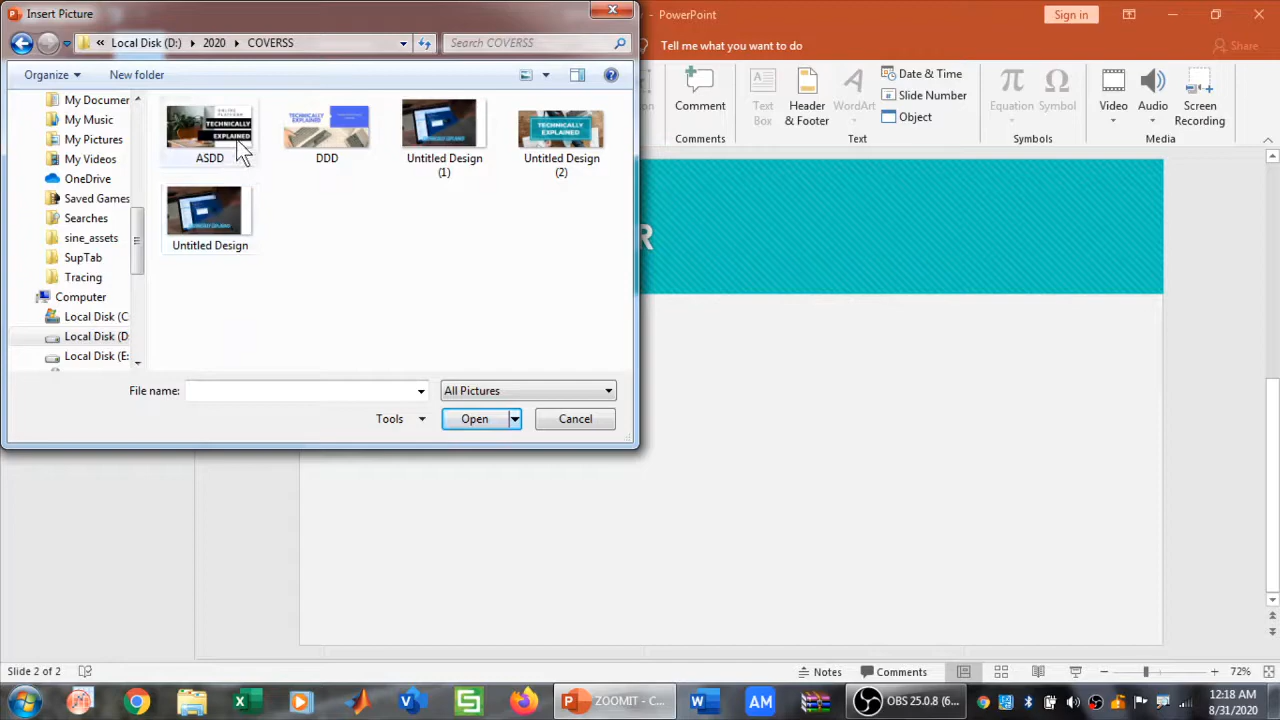 Insert Picture
- PowerPoint
Sign in
« Local Disk (D:) ▸ 2020 ▸ COVERSS
Search COVERSS
Tell me what you want to do
Share
Organize
New folder
My Documen
My Music
My Pictures
My Videos
OneDrive
Saved Games
Searches
sine_assets
SupTab
Tracing
Computer
Local Disk (C
Local Disk (D:
Local Disk (E:
TECHNICALLY
EXPLAINED
ASDD
TECHNICALLY
EXPLAINED
DDD
Untitled Design
(1)
TECHNICALLY
EXPLAINED
Untitled Design
(2)
Untitled Design
File name:
All Pictures
Tools
Open
Cancel
Comment
Comments
Text
Box
Header
& Footer
WordArt
Date & Time
Slide Number
Object
Text
Equation
Symbol
Symbols
Video
Audio
Screen
Recording
Media
R
Slide 2 of 2
Notes
Comments
72%
ZOOMIT - C...
AM
OBS 25.0.8 (6...
12:18 AM
8/31/2020